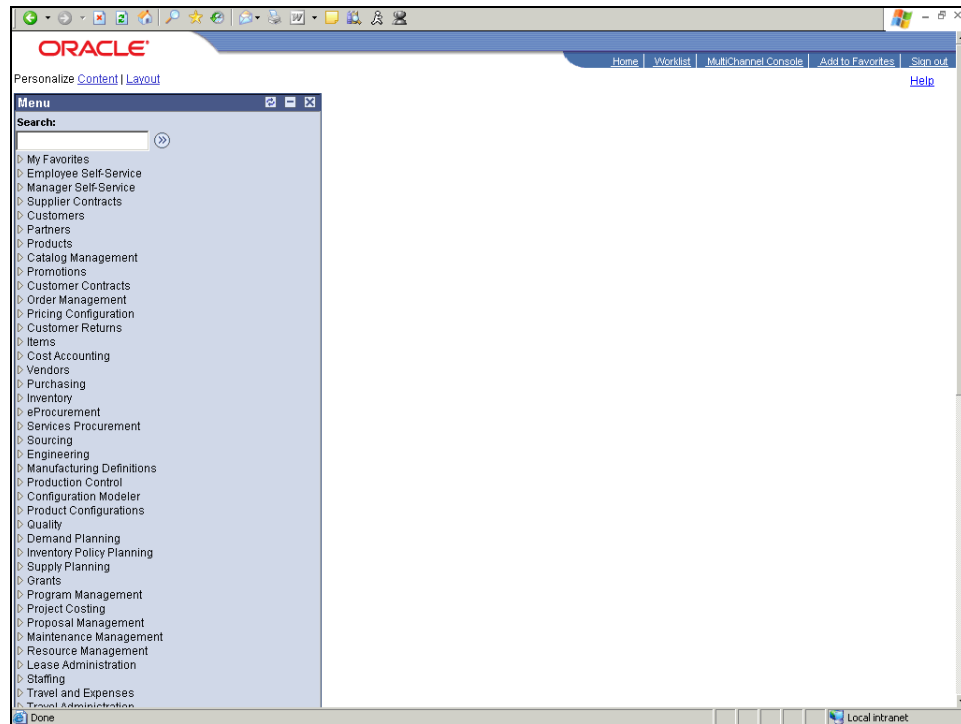 ORACLE
Home | Worklist | MultiChannel Console | Add to Favorites | Sign out
Personalize Content | Layout
Help
Menu
Search:
My Favorites
Employee Self-Service
Manager Self-Service
Supplier Contracts
Customers
Partners
Products
Catalog Management
Promotions
Customer Contracts
Order Management
Pricing Configuration
Customer Returns
Items
Cost Accounting
Vendors
Purchasing
Inventory
eProcurement
Services Procurement
Sourcing
Engineering
Manufacturing Definitions
Production Control
Configuration Modeler
Product Configurations
Quality
Demand Planning
Inventory Policy Planning
Supply Planning
Grants
Program Management
Project Costing
Proposal Management
Maintenance Management
Resource Management
Lease Administration
Staffing
Travel and Expenses
Travel Administration
Done
Local intranet